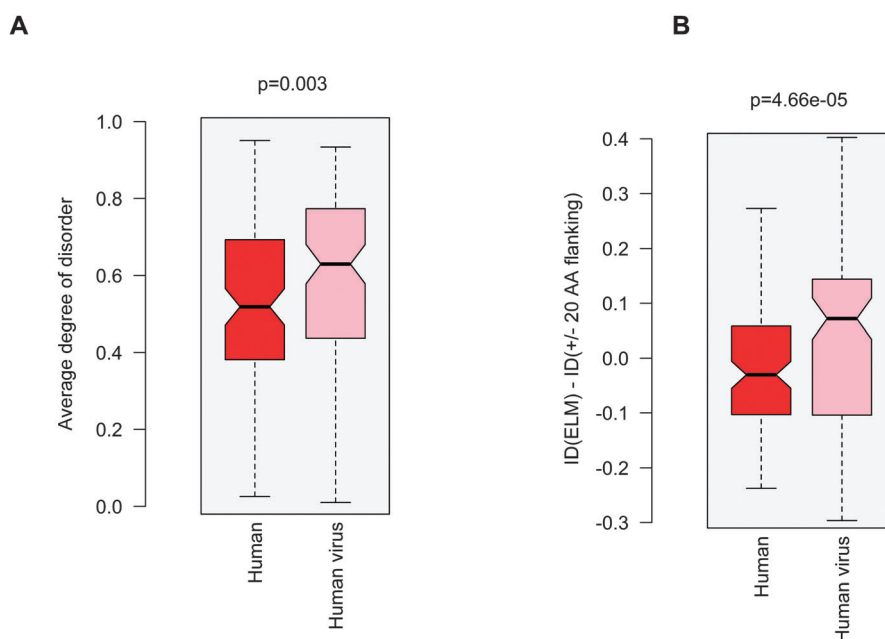 A
p=0.003
Average degree of disorder
1.0
0.8
0.6
0.4
0.2
0.0
Human
Human virus
B
p=4.66e-05
ID(ELM) - ID(+/- 20 AA flanking)
0.4
0.3
0.2
0.1
0.0
-0.1
-0.2
-0.3
Human
Human virus